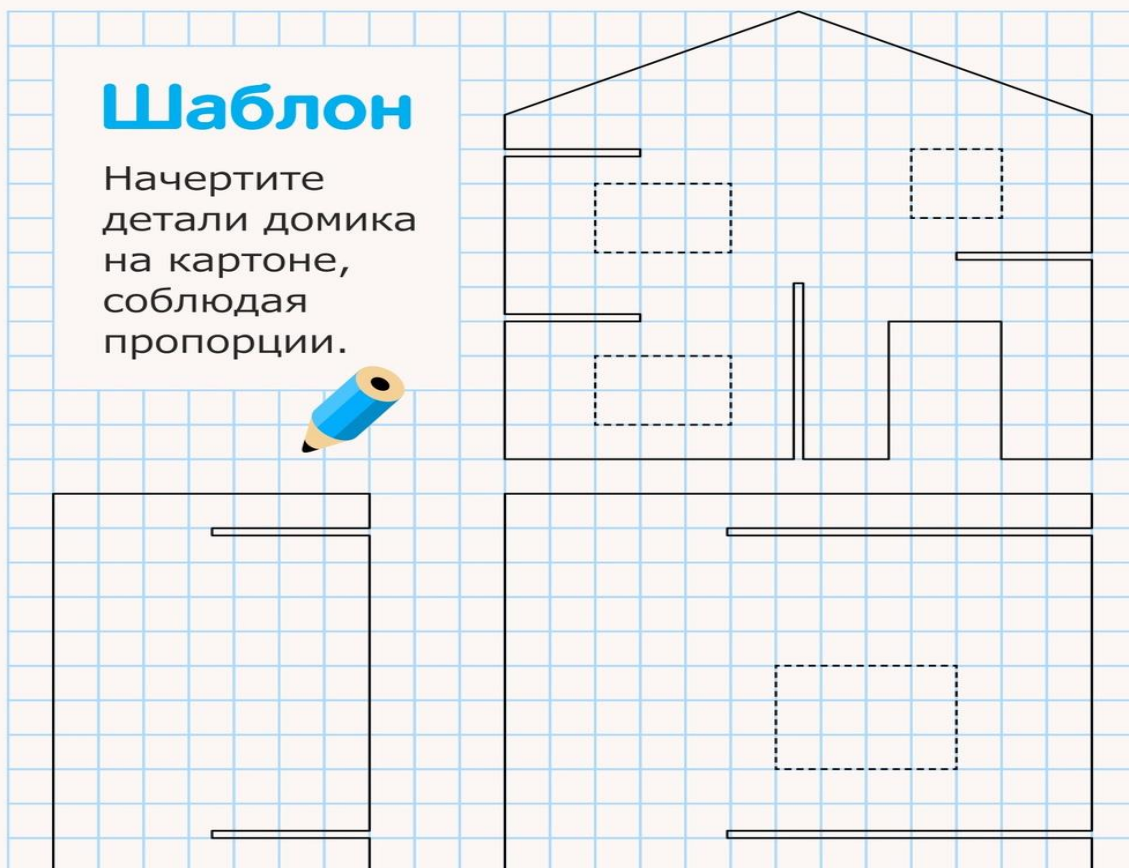 Шаблон
Начертите
детали домика
на картоне,
соблюдая
пропорции.